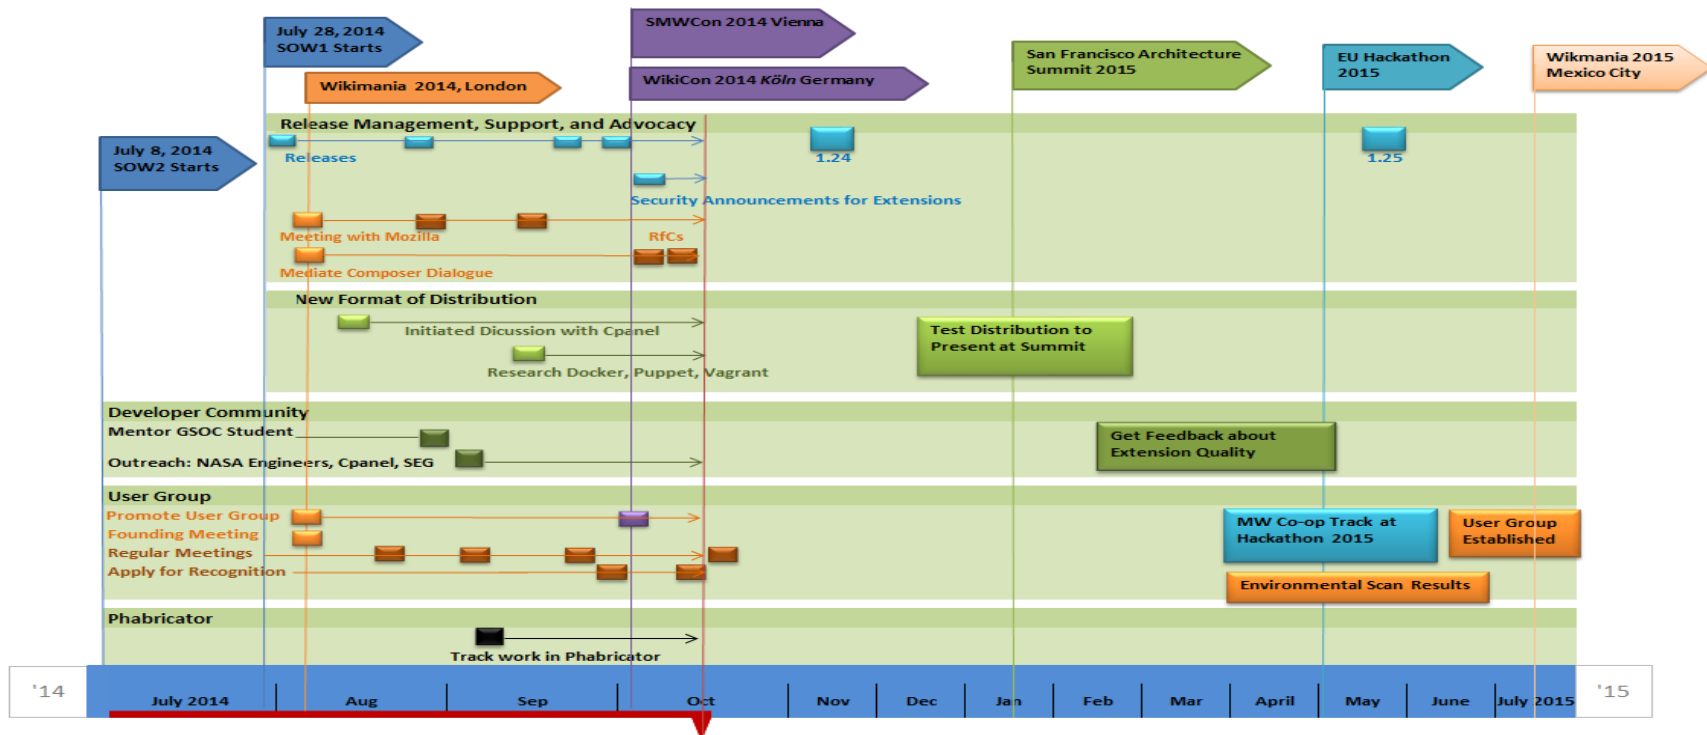 July 28, 2014
SOW1 Starts
SMWCon 2014 Vienna
San Francisco Architecture
Summit 2015
EU Hackathon
2015
Wikmania 2015
Mexico City
Wikimania 2014, London
WikiCon 2014 Köln Germany
July 8, 2014
SOW2 Starts
Release Management, Support, and Advocacy
Releases
1.24
1.25
Security Announcements for Extensions
Meeting with Mozilla
RfCs
Mediate Composer Dialogue
New Format of Distribution
Initiated Dicussion with Cpanel
Test Distribution to
Present at Summit
Research Docker, Puppet, Vagrant
Developer Community
Mentor GSOC Student
Get Feedback about
Extension Quality
Outreach: NASA Engineers, Cpanel, SEG
User Group
Promote User Group
Founding Meeting
Regular Meetings
Apply for Recognition
MW Co-op Track at
Hackathon 2015
User Group
Established
Environmental Scan Results
Phabricator
Track work in Phabricator
'14
July 2014
Aug
Sep
Oct
Nov
Dec
Jan
Feb
Mar
April
May
June
July 2015
'15